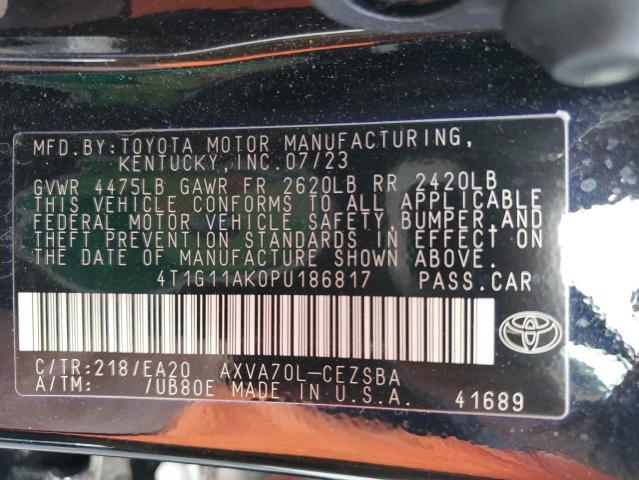 MFD.BY:TOYOTA MOTOR MANUFACTURING,
KENTUCKY,INC.07/23
GVWR 4475LB GAWR FR 2620LB RR 2420LB
THIS VEHICLE CONFORMS TO ALL APPLICABLE
FEDERAL MOTOR VEHICLE SAFETY,BUMPER,AND
THEFT PREVENTION STANDARDS IN EFFECT ON
THE DATE OF MANUFACTURE SHOWN ABOVE.
4T1G11AK0PU186817 PASS.CAR
C/TR:218/EA20 AXVA70L-CEZSBA
A/TM: /UB80E MADE IN U.S.A. 41689